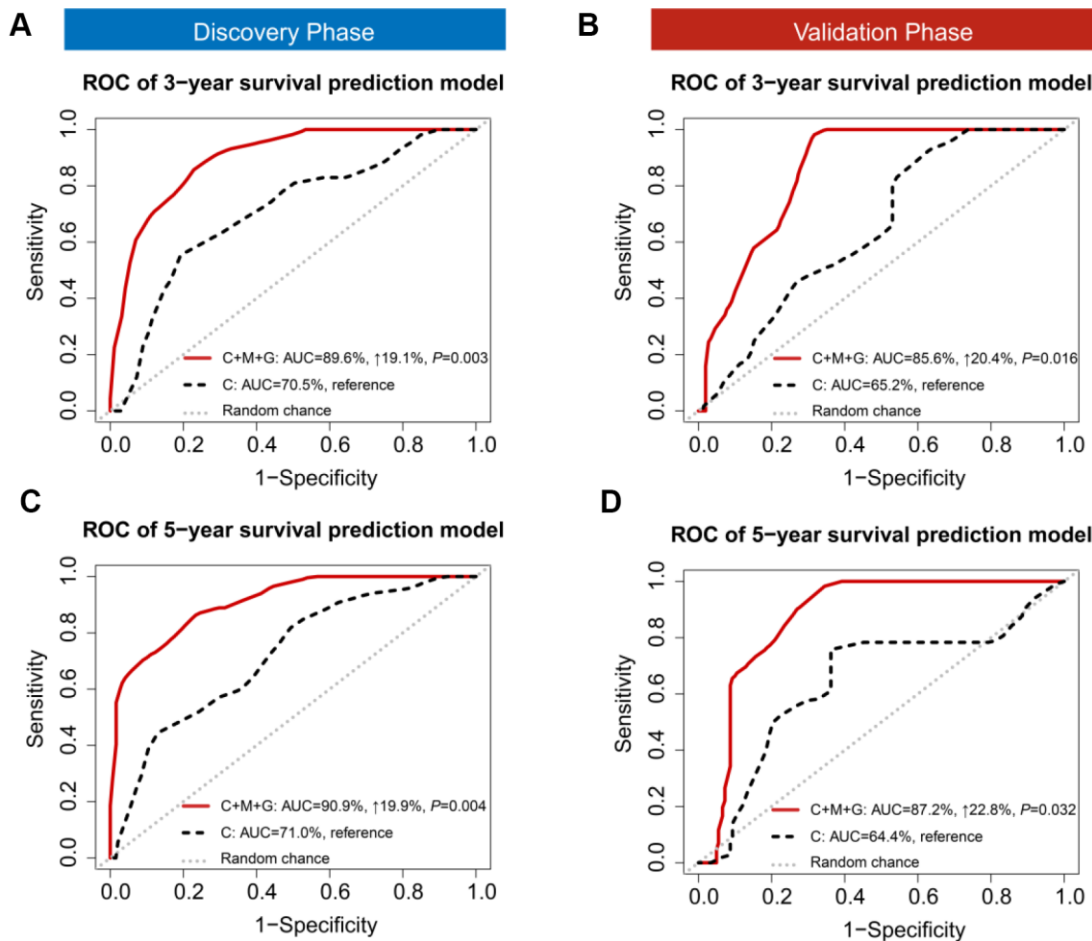 A
Discovery Phase
ROC of 3−year survival prediction model
Sensitivity
0.0 0.2 0.4 0.6 0.8 1.0
C+M+G: AUC=89.6%, ↑19.1%, P=0.003
C: AUC=70.5%, reference
Random chance
0.0 0.2 0.4 0.6 0.8 1.0
1−Specificity
B
Validation Phase
ROC of 3−year survival prediction model
Sensitivity
0.0 0.2 0.4 0.6 0.8 1.0
C+M+G: AUC=85.6%, ↑20.4%, P=0.016
C: AUC=65.2%, reference
Random chance
0.0 0.2 0.4 0.6 0.8 1.0
1−Specificity
C
ROC of 5−year survival prediction model
Sensitivity
0.0 0.2 0.4 0.6 0.8 1.0
C+M+G: AUC=90.9%, ↑19.9%, P=0.004
C: AUC=71.0%, reference
Random chance
0.0 0.2 0.4 0.6 0.8 1.0
1−Specificity
D
ROC of 5−year survival prediction model
Sensitivity
0.0 0.2 0.4 0.6 0.8 1.0
C+M+G: AUC=87.2%, ↑22.8%, P=0.032
C: AUC=64.4%, reference
Random chance
0.0 0.2 0.4 0.6 0.8 1.0
1−Specificity